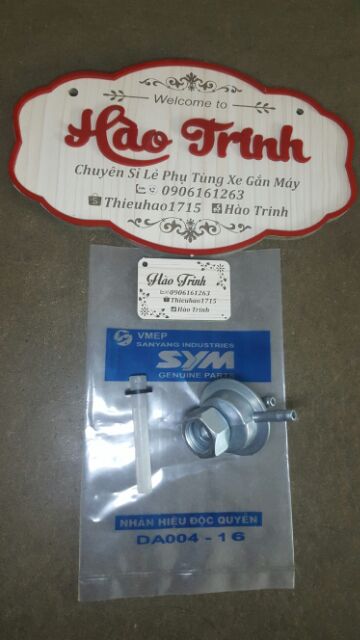 Welcome to
Hào Trinh
Chuyên Sỉ Lẻ Phụ Tùng Xe Gắn Máy
0906161263
Thieuhao1715 Hào Trinh
Hào Trinh
0906161263
Thieuhao1715
Hào Trinh
VMEP
SANYANG INDUSTRIES
SYM
GENUINE PARTS
NHÃN HIỆU ĐỘC QUYỀN
DA004-16